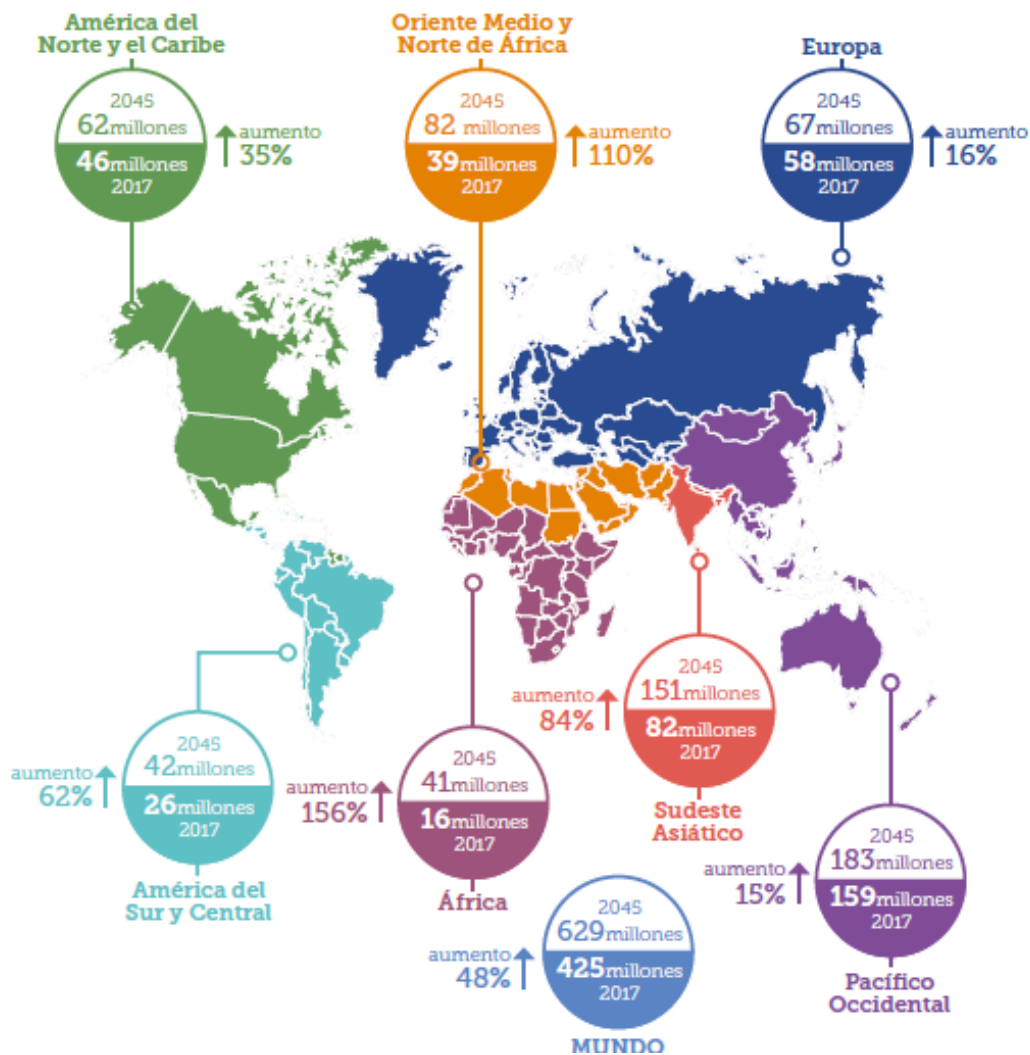 América del
Norte y el Caribe
2045
62millones
46millones
2017
aumento
35%
Oriente Medio y
Norte de África
2045
82 millones
39millones
2017
aumento
110%
Europa
2045
67millones
58millones
2017
aumento
16%
2045
42millones
26millones
2017
aumento
62%
América del
Sur y Central
2045
41millones
16millones
2017
aumento
156%
África
2045
151millones
82millones
2017
aumento
84%
Sudeste
Asiático
2045
183millones
159millones
2017
aumento
15%
Pacífico
Occidental
2045
629millones
425millones
2017
aumento
48%
MUNDO